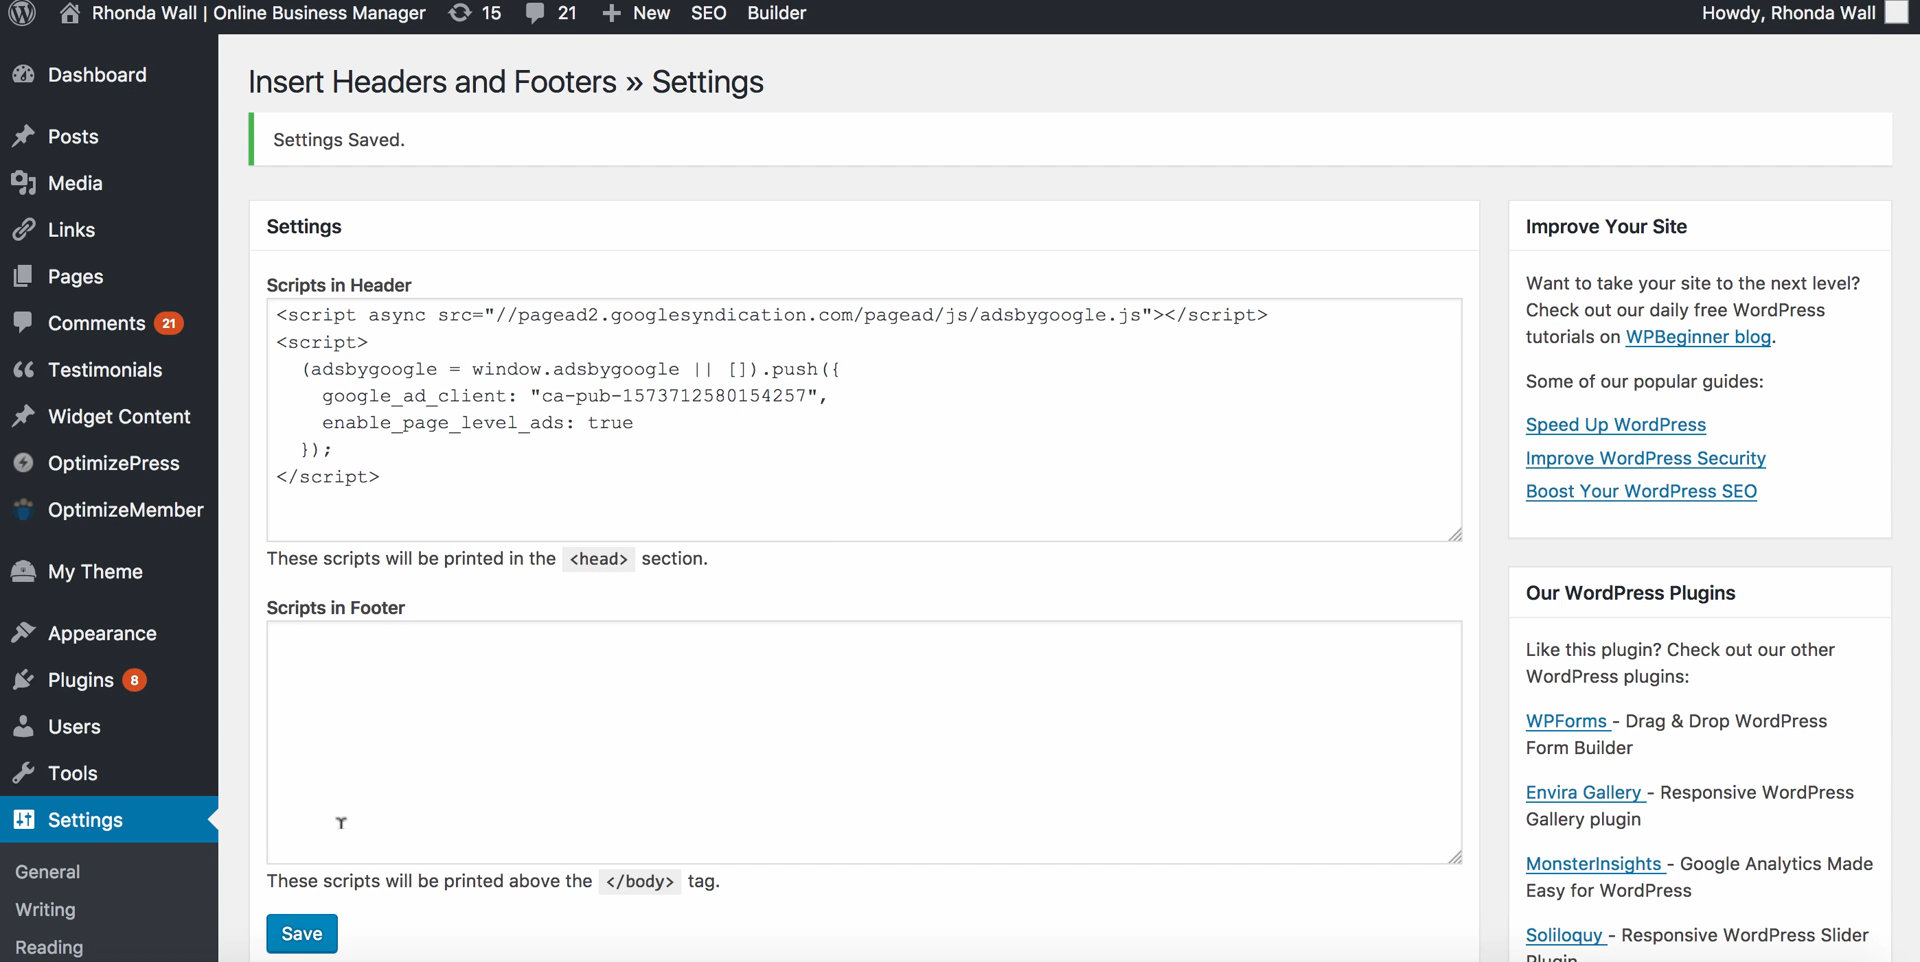 Rhonda Wall | Online Business Manager 15 21 New SEO Builder Howdy, Rhonda Wall
Dashboard
Posts
Media
Links
Pages
Comments 21
Testimonials
Widget Content
OptimizePress
OptimizeMember
My Theme
Appearance
Plugins 8
Users
Tools
Settings
General
Writing
Reading
Insert Headers and Footers » Settings
Settings Saved.
Settings
Scripts in Header
<script async src="//pagead2.googlesyndication.com/pagead/js/adsbygoogle.js"></script>
<script>
(adsbygoogle = window.adsbygoogle || []).push({
google_ad_client: "ca-pub-1573712580154257",
enable_page_level_ads: true
});
</script>
These scripts will be printed in the <head> section.
Scripts in Footer
These scripts will be printed above the </body> tag.
Save
Improve Your Site
Want to take your site to the next level?
Check out our daily free WordPress
tutorials on WPBeginner blog.
Some of our popular guides:
Speed Up WordPress
Improve WordPress Security
Boost Your WordPress SEO
Our WordPress Plugins
Like this plugin? Check out our other
WordPress plugins:
WPForms - Drag & Drop WordPress
Form Builder
Envira Gallery - Responsive WordPress
Gallery plugin
MonsterInsights - Google Analytics Made
Easy for WordPress
Soliloquy - Responsive WordPress Slider
Plugin